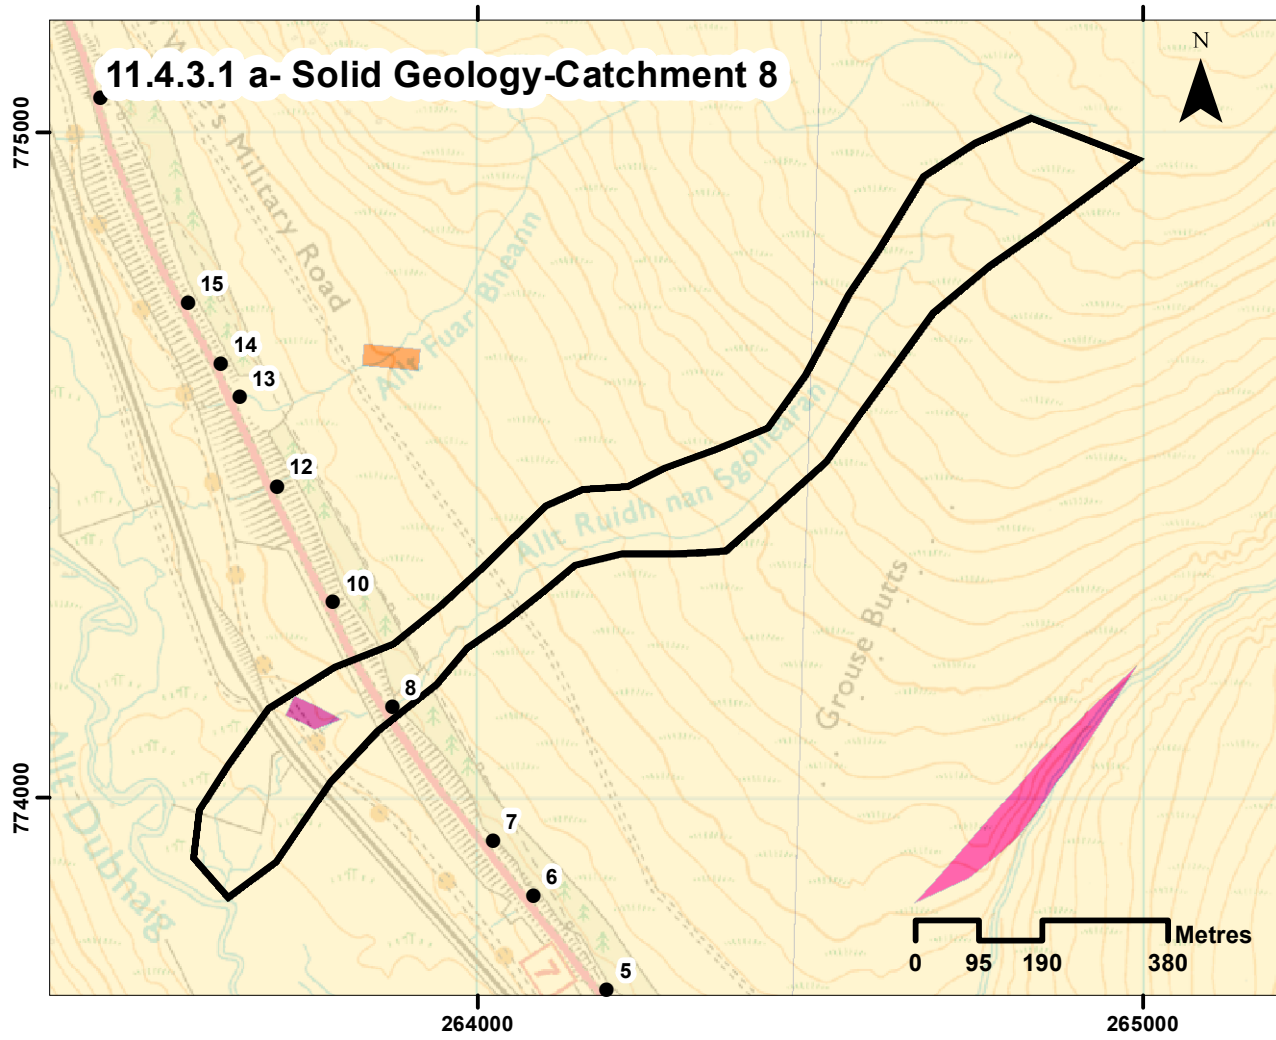 11.4.3.1 a- Solid Geology-Catchment 8
N
775000
Military Road
Allt Fuar Bheann
15
14
13
12
Allt Ruidh nan Sgoilearan
10
Grouse Butts
8
774000
Allt Dubhaig
7
6
7
5
Metres
0 95 190 380
264000 265000